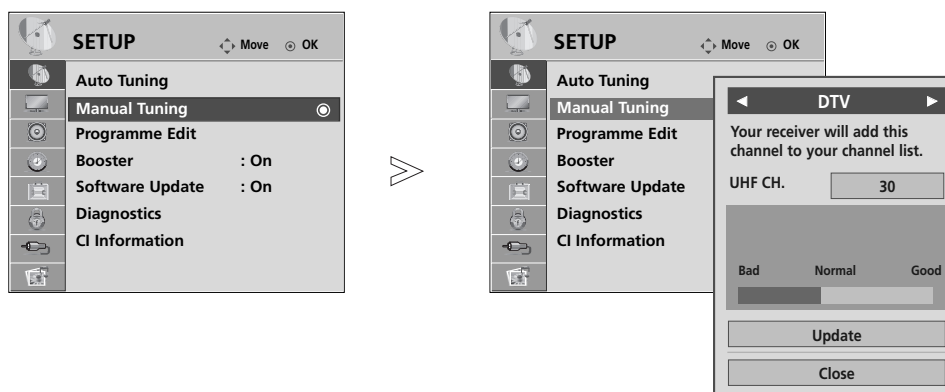 SETUP Move OK
Auto Tuning
Manual Tuning
Programme Edit
Booster : On
Software Update : On
Diagnostics
CI Information
SETUP Move OK
Auto Tuning
Manual Tuning
Programme Edit
Booster
Software Update
Diagnostics
CI Information
DTV
Your receiver will add this
channel to your channel list.
UHF CH. 30
Bad Normal Good
Update
Close